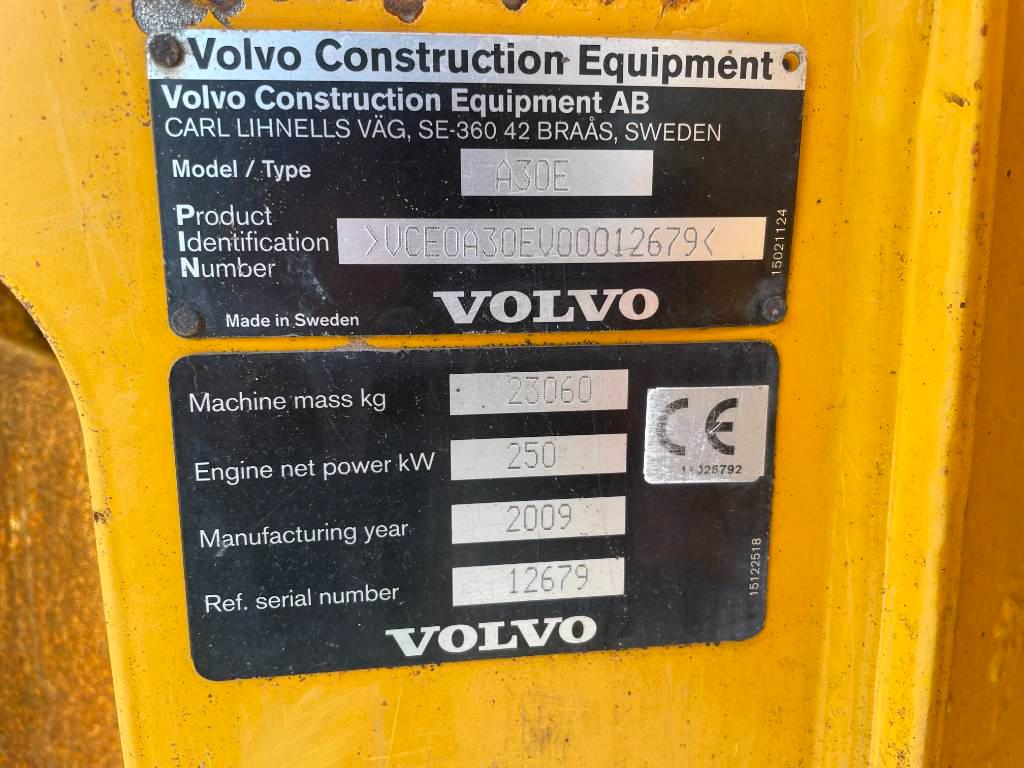 Volvo Construction Equipment
Volvo Construction Equipment AB
CARL LIHNELLS VÄG, SE-360 42 BRAÅS, SWEDEN
Model / Type A30E
Product
Identification >VCE0A30EV00012679<
Number
15021124
Made in Sweden VOLVO
Machine mass kg 23060
Engine net power kW 250
CE
Manufacturing year 2009
Ref. serial number 12679
15122518
VOLVO